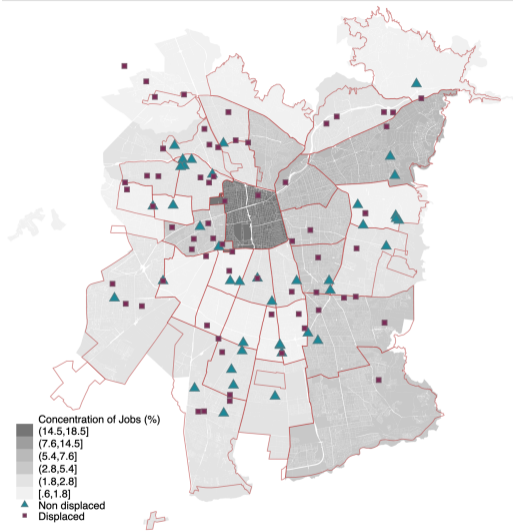 Concentration of Jobs (%)
(14.5,18.5]
(7.6,14.5]
(5.4,7.6]
(2.8,5.4]
(1.8,2.8]
[.6,1.8]
Non displaced
Displaced